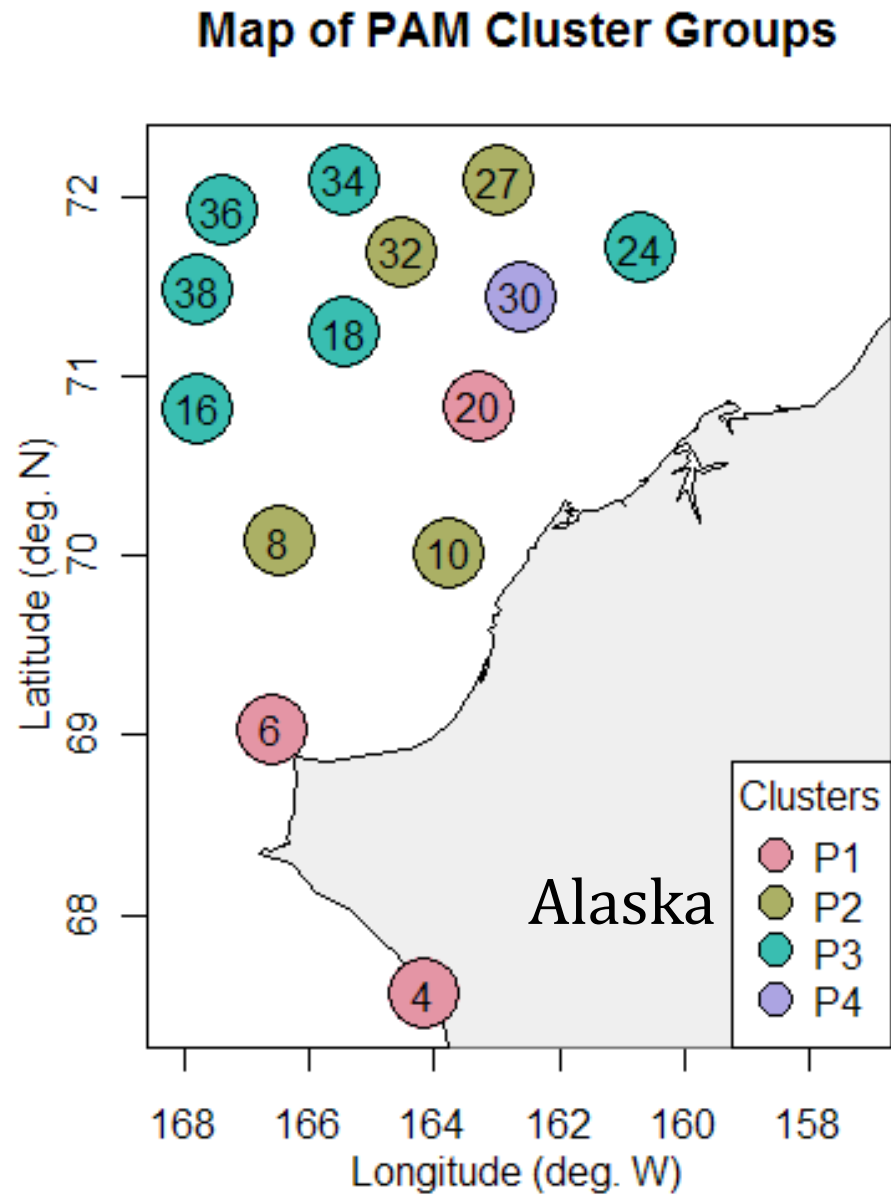 Map of PAM Cluster Groups
34
27
36
32
24
38
30
18
20
16
8
10
6
4
72
71
70
69
68
Latitude (deg. N)
Alaska
Clusters
P1
P2
P3
P4
168 166 164 162 160 158
Longitude (deg. W)